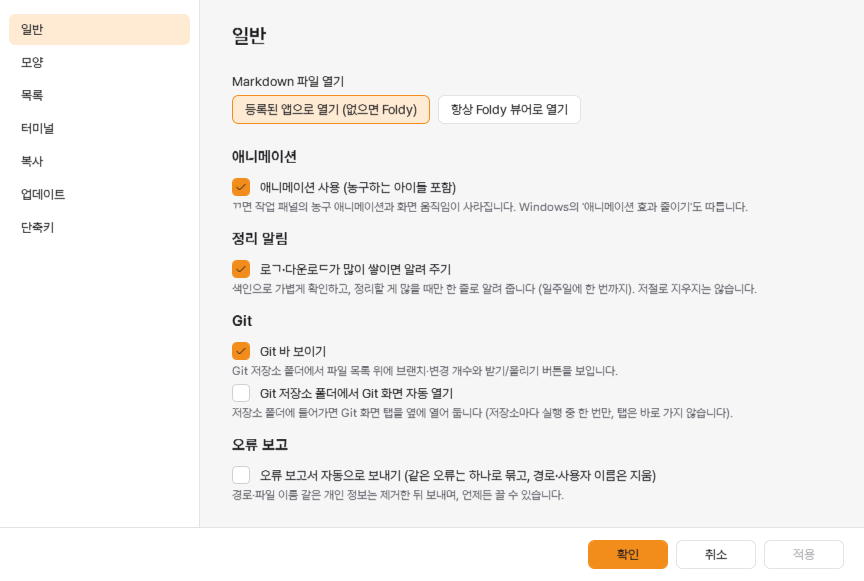 일반
모양
목록
터미널
복사
업데이트
단축키
일반
Markdown 파일 열기
등록된 앱으로 열기 (없으면 Foldy)
항상 Foldy 뷰어로 열기
애니메이션
애니메이션 사용 (농구하는 아이들 포함)
끄면 작업 패널의 농구 애니메이션과 화면 움직임이 사라집니다. Windows의 '애니메이션 효과 줄이기'도 따릅니다.
정리 알림
로그·다운로드가 많이 쌓이면 알려 주기
색인으로 가볍게 확인하고, 정리할 게 많을 때만 한 줄로 알려 줍니다 (일주일에 한 번까지). 저절로 지우지는 않습니다.
Git
Git 바 보이기
Git 저장소 폴더에서 파일 목록 위에 브랜치·변경 개수와 받기/올리기 버튼을 보입니다.
Git 저장소 폴더에서 Git 화면 자동 열기
저장소 폴더에 들어가면 Git 화면 탭을 옆에 열어 둡니다 (저장소마다 실행 중 한 번만, 탭은 바로 가지 않습니다).
오류 보고
오류 보고서 자동으로 보내기 (같은 오류는 하나로 묶고, 경로·사용자 이름은 지움)
경로·파일 이름 같은 개인 정보는 제거한 뒤 보내며, 언제든 끌 수 있습니다.
확인
취소
적용